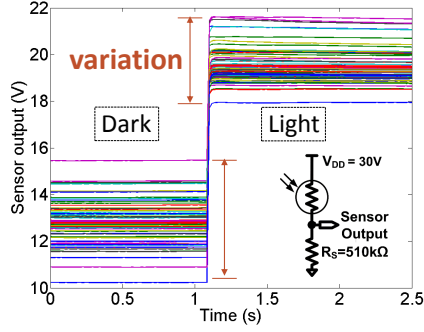 22
20
18
16
14
12
10
Sensor output (V)
variation
Dark
Light
V_DD = 30V
Sensor
Output
R_S=510kΩ
0
0.5
1
1.5
2
2.5
Time (s)